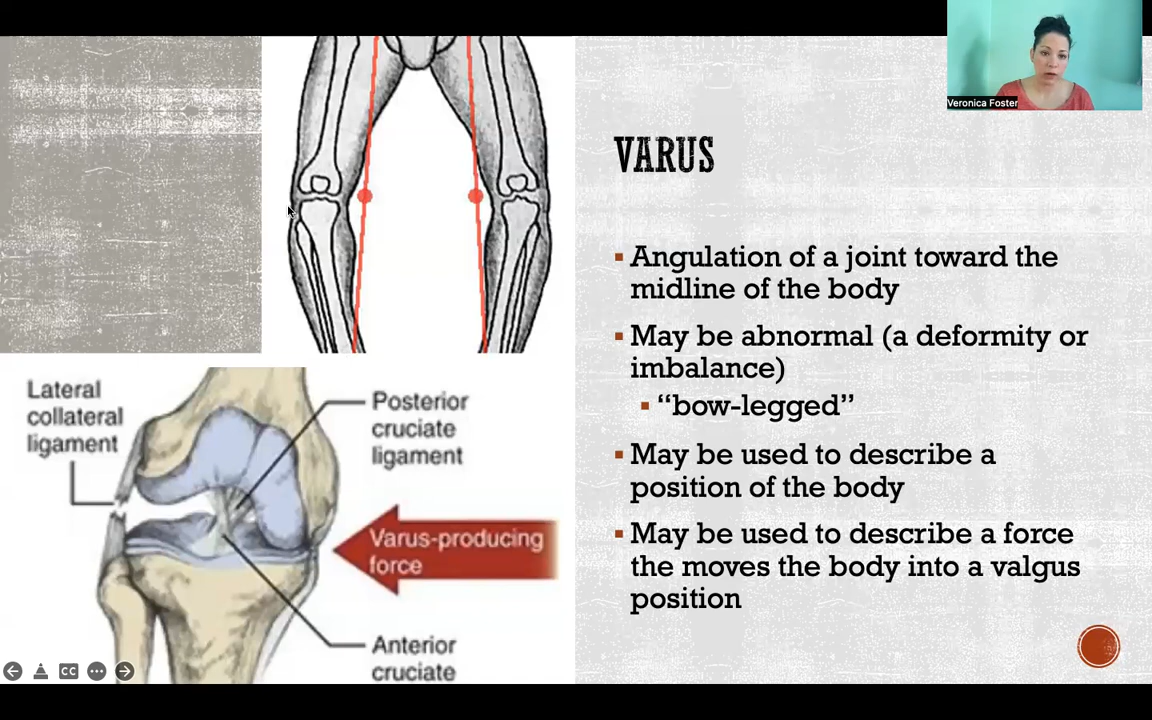 Veronica Foster
VARUS
Angulation of a joint toward the
midline of the body
May be abnormal (a deformity or
imbalance)
“bow-legged”
May be used to describe a
position of the body
May be used to describe a force
the moves the body into a valgus
position
Lateral
collateral
ligament
Posterior
cruciate
ligament
Varus-producing
force
Anterior
cruciate
CC